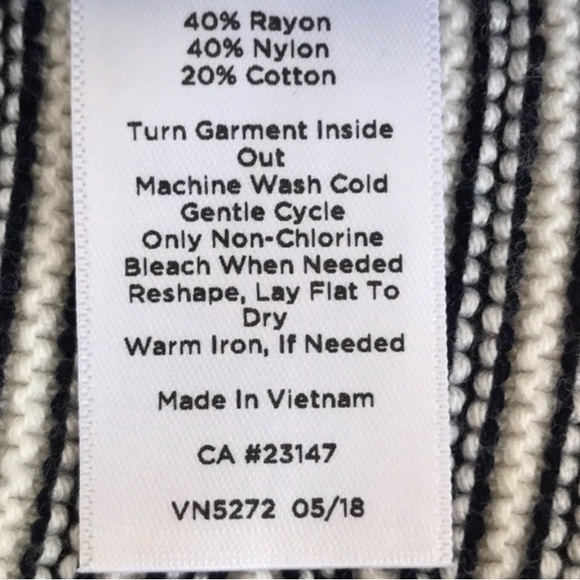 40% Rayon
40% Nylon
20% Cotton
Turn Garment Inside
Out
Machine Wash Cold
Gentle Cycle
Only Non-Chlorine
Bleach When Needed
Reshape, Lay Flat To
Dry
Warm Iron, If Needed
Made In Vietnam
CA #23147
VN5272 05/18